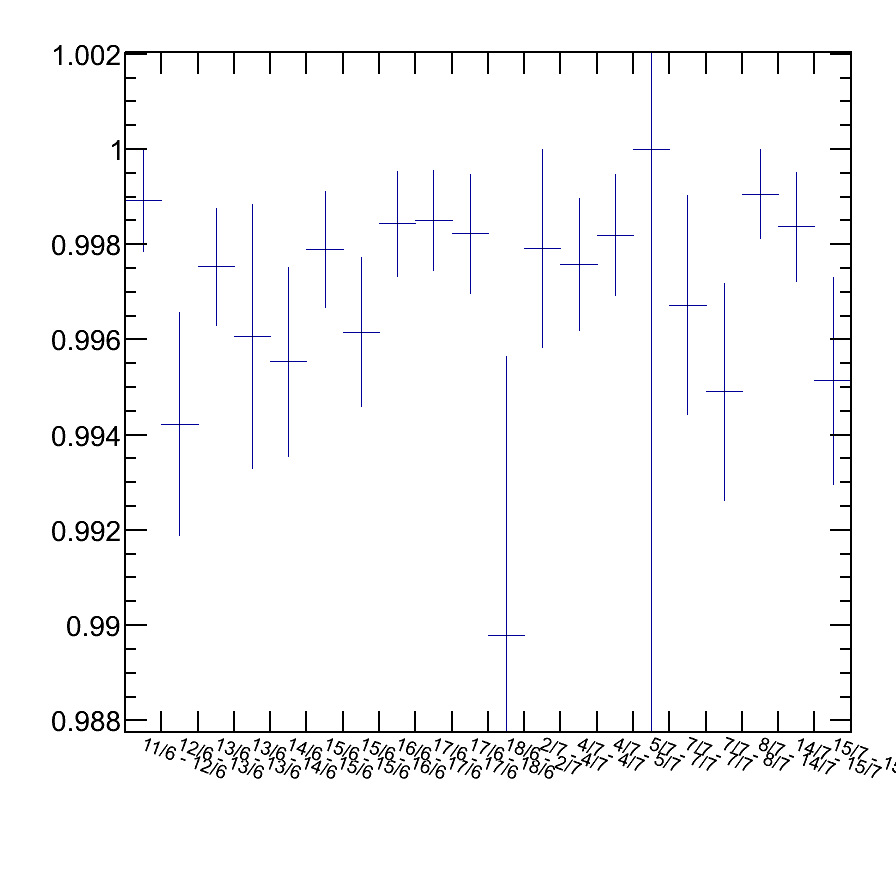 1.002
1
0.998
0.996
0.994
0.992
0.99
0.988
11/6 - 12/6
12/6 - 13/6
13/6 - 13/6
13/6 - 14/6
14/6 - 15/6
15/6 - 15/6
15/6 - 16/6
16/6 - 17/6
17/6 - 17/6
17/6 - 18/6
18/6 - 2/7
2/7 - 4/7
4/7 - 4/7
4/7 - 5/7
5/7 - 7/7
7/7 - 7/7
7/7 - 8/7
8/7 - 14/7
14/7 - 15/7
15/7 - 15